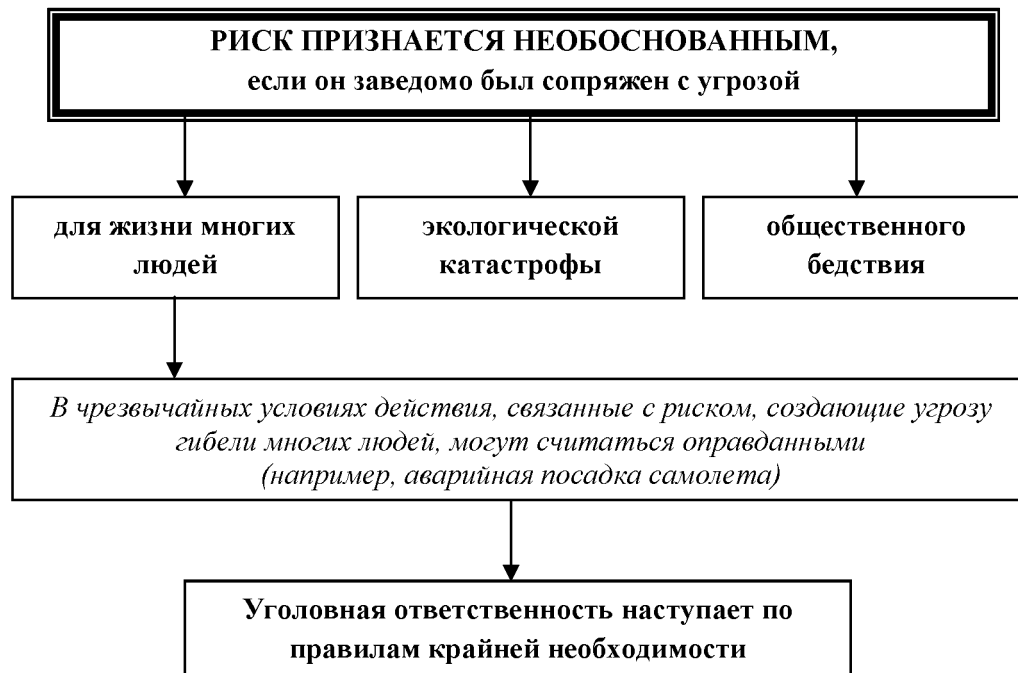 РИСК ПРИЗНАЕТСЯ НЕОБОСНОВАННЫМ,
если он заведомо был сопряжен с угрозой
для жизни многих
людей
экологической
катастрофы
общественного
бедствия
В чрезвычайных условиях действия, связанные с риском, создающие угрозу
гибели многих людей, могут считаться оправданными
(например, аварийная посадка самолета)
Уголовная ответственность наступает по
правилам крайней необходимости